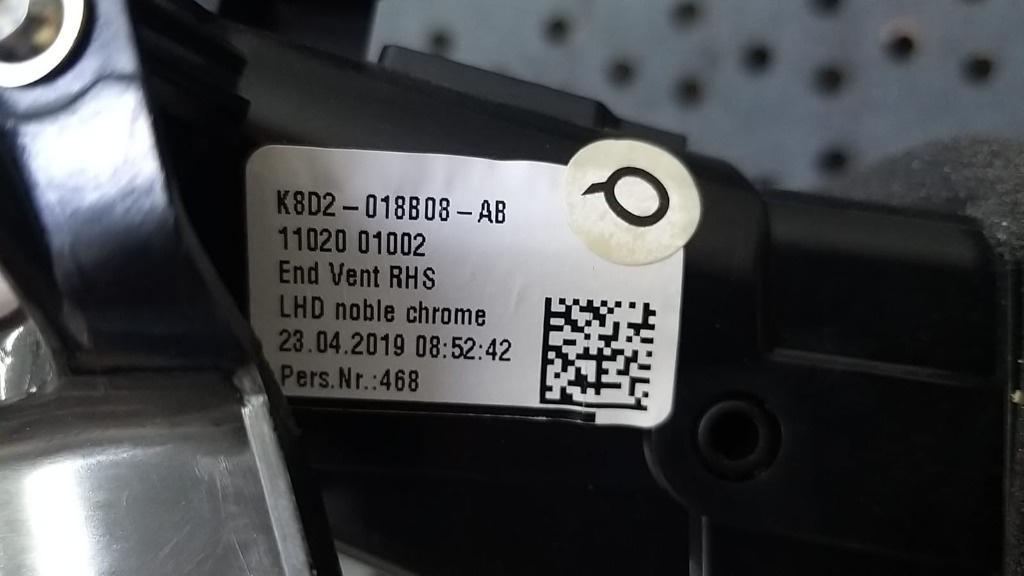 K8D2-018B08-AB
11020 01002
End Vent RHS
LHD noble chrome
23.04.2019 08:52:42
Pers.Nr.:468